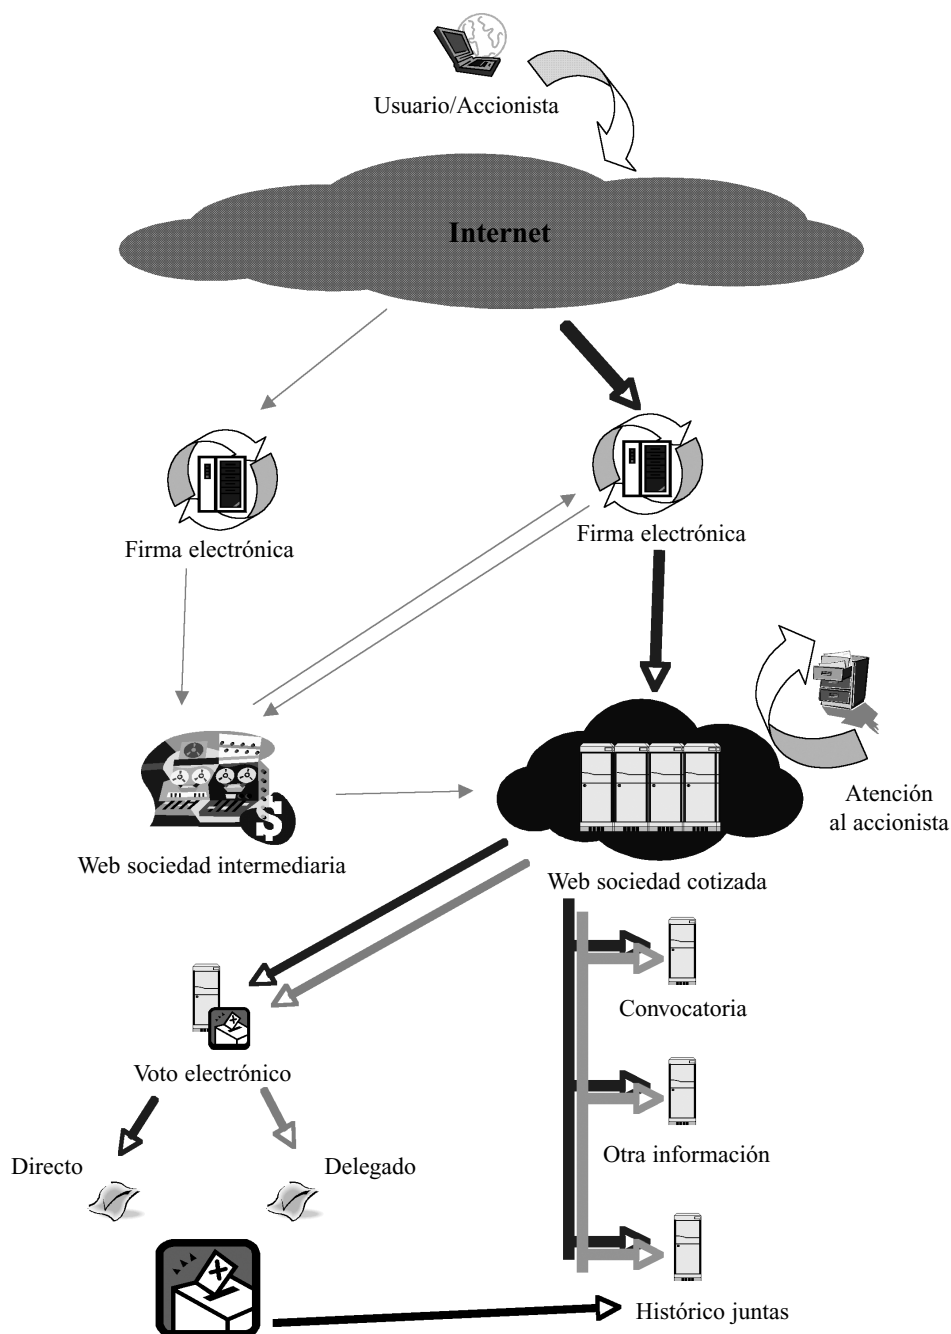 Usuario/Accionista
Internet
Firma electrónica
Firma electrónica
Atención
al accionista
$
Web sociedad intermediaria
Web sociedad cotizada
Convocatoria
Voto electrónico
Otra información
Directo
Delegado
Histórico juntas